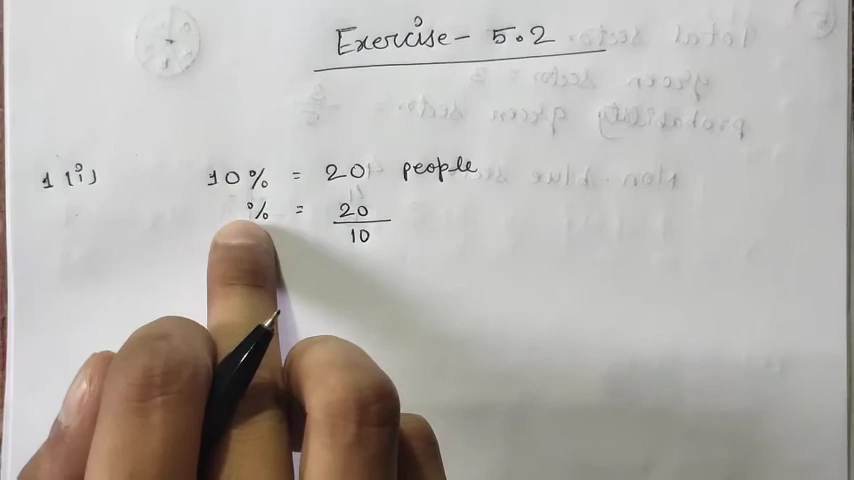 Exercise - 5.2
1 (i) 10% = 20 people
% = 20
10